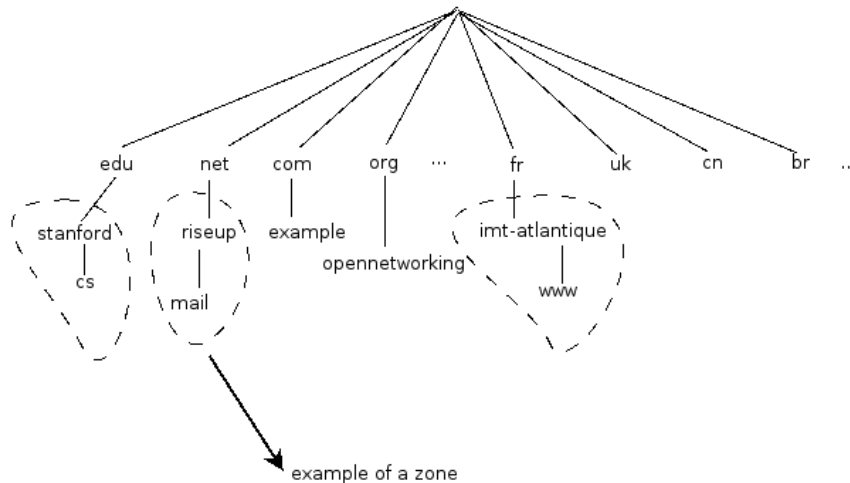 edu net com org ... fr uk cn br ..
stanford riseup example imt-atlantique
opennetworking
cs
mail www
example of a zone